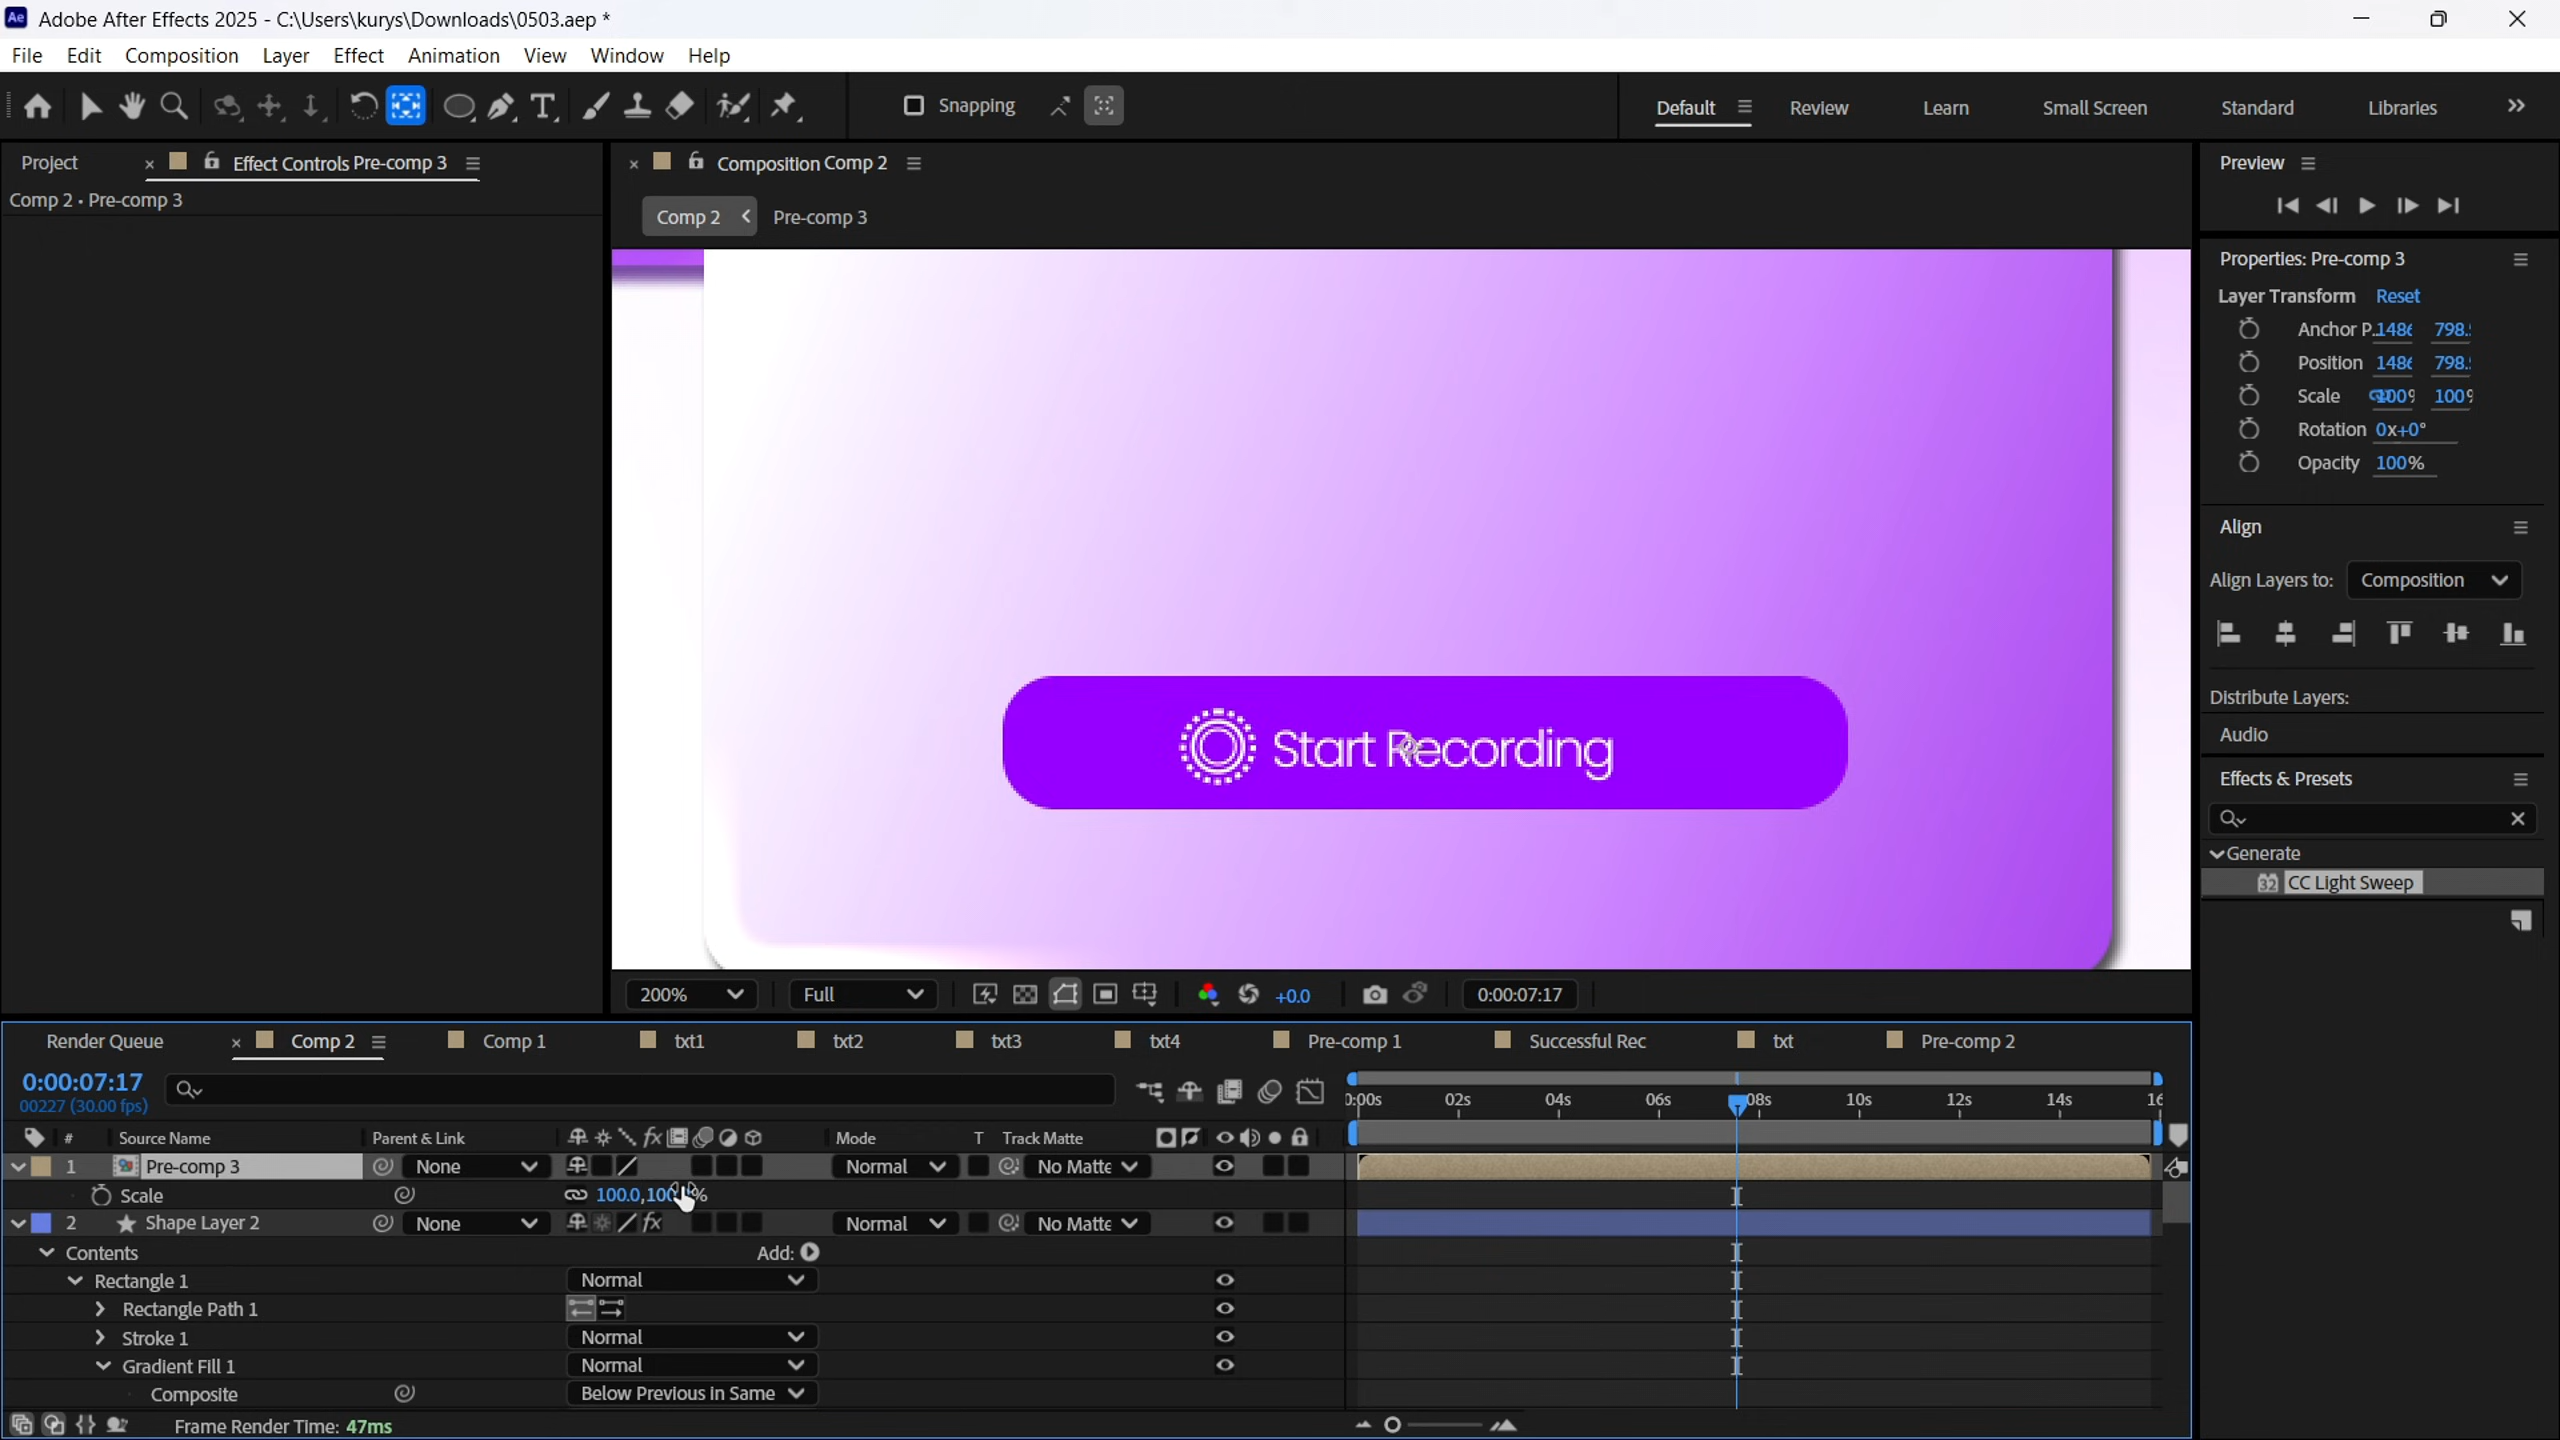 Adobe After Effects 2025 - C:\Users\kurys\Downloads\0503.aep *
File Edit Composition Layer Effect Animation View Window Help
Snapping
Default Review Learn Small Screen Standard Libraries
Project Effect Controls Pre-comp 3
Comp 2 • Pre-comp 3
Composition Comp 2
Comp 2 Pre-comp 3
Start Recording
200% Full +0.0 0:00:07:17
Preview
Properties: Pre-comp 3
Layer Transform Reset
Anchor P... 798.
Position 798.
Scale 100%
Rotation 0x+0°
Opacity 100%
Align
Align Layers to: Composition
Distribute Layers:
Audio
Effects & Presets
Generate
32 CC Light Sweep
Render Queue Comp 2 Comp 1 txt1 txt2 txt3 txt4 Pre-comp 1 Successful Rec txt Pre-comp 2
0:00:07:17
00227 (30.00 fps)
0:00s 02s 04s 06s 08s 10s 12s 14s 16
# Source Name Parent & Link fx Mode T Track Matte
1 Pre-comp 3 None Normal No Matte
Scale 100.0,100 %
2 Shape Layer 2 None fx Normal No Matte
Contents Add:
Rectangle 1 Normal
Rectangle Path 1
Stroke 1 Normal
Gradient Fill 1 Normal
Composite Below Previous in Same
Frame Render Time: 47ms